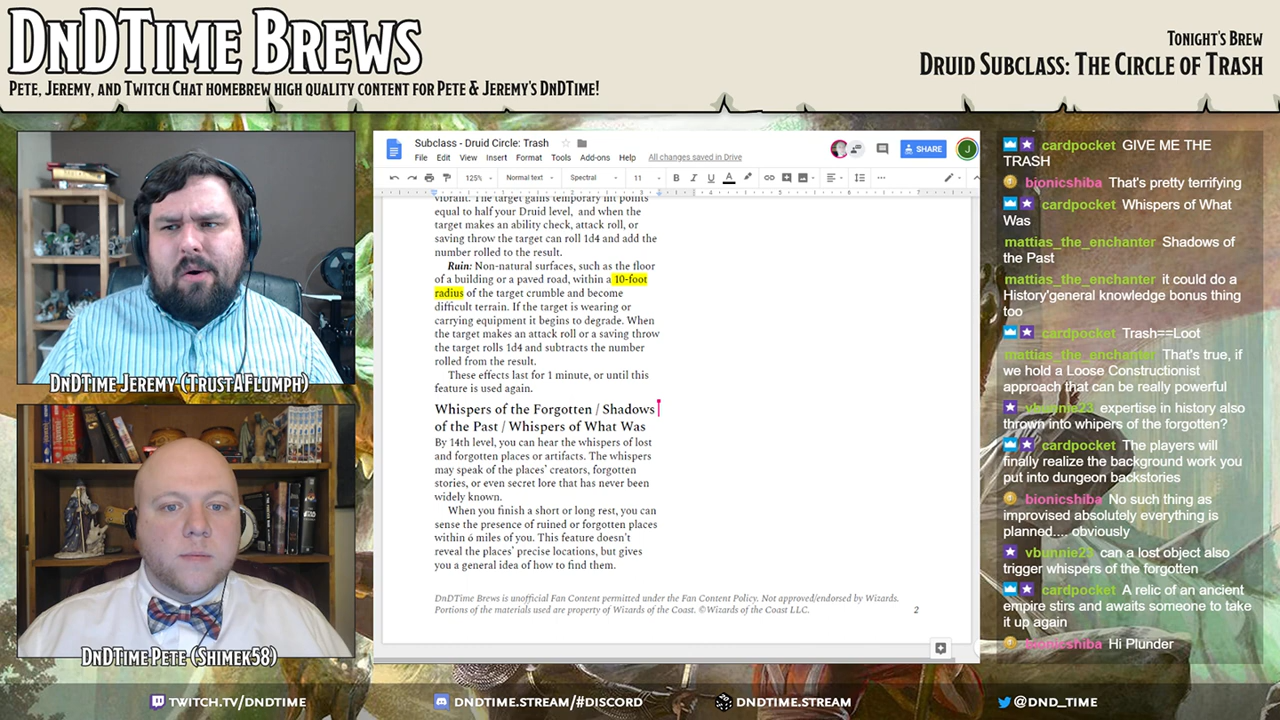 DnDTime Brews
Pete, Jeremy, and Twitch Chat homebrew high quality content for Pete & Jeremy's DnDTime!
Tonight's Brew
Druid Subclass: The Circle of Trash
DnDTime Jeremy (TrustAFlumph)
DnDTime Pete (Shimek58)
Subclass - Druid Circle: Trash
File Edit View Insert Format Tools Add-ons Help All changes saved in Drive
SHARE
J
125% Normal text Spectral 11 B I U A
vibrant. The target gains temporary hit points
equal to half your Druid level, and when the
target makes an ability check, attack roll, or
saving throw the target can roll 1d4 and add the
number rolled to the result.
Ruin: Non-natural surfaces, such as the floor
of a building or a paved road, within a 10-foot
radius of the target crumble and become
difficult terrain. If the target is wearing or
carrying equipment it begins to degrade. When
the target makes an attack roll or a saving throw
the target rolls 1d4 and subtracts the number
rolled from the result.
These effects last for 1 minute, or until this
feature is used again.
Whispers of the Forgotten / Shadows
of the Past / Whispers of What Was
By 14th level, you can hear the whispers of lost
and forgotten places or artifacts. The whispers
may speak of the places' creators, forgotten
stories, or even secret lore that has never been
widely known.
When you finish a short or long rest, you can
sense the presence of ruined or forgotten places
within 6 miles of you. This feature doesn't
reveal the places' precise locations, but gives
you a general idea of how to find them.
DnDTime Brews is unofficial Fan Content permitted under the Fan Content Policy. Not approved/endorsed by Wizards.
Portions of the materials used are property of Wizards of the Coast. ©Wizards of the Coast LLC.
2
cardpocket GIVE ME THE
TRASH
bionicshiba That's pretty terrifying
cardpocket Whispers of What
Was
mattias_the_enchanter Shadows of
the Past
mattias_the_enchanter it could do a
History'general knowledge bonus thing
too
cardpocket Trash==Loot
mattias_the_enchanter That's true, if
we hold a Loose Constructionist
approach that can be really powerful
vbunnie23 expertise in history also
thrown into whipers of the forgotten?
cardpocket The players will
finally realize the background work you
put into dungeon backstories
bionicshiba No such thing as
improvised absolutely everything is
planned.... obviously
vbunnie23 can a lost object also
trigger whispers of the forgotten
cardpocket A relic of an ancient
empire stirs and awaits someone to take
it up again
bionicshiba Hi Plunder
twitch.tv/dndtime
dndtime.stream/#discord
dndtime.stream
@dnd_time